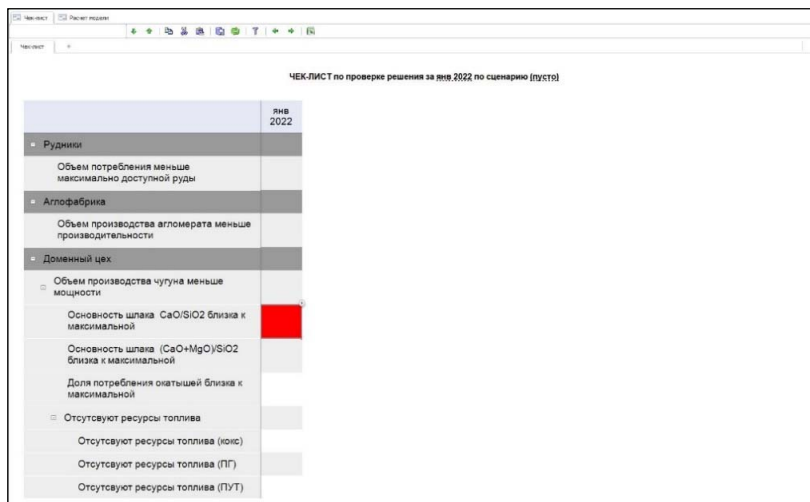 Чек-лист Расчет модели
Чек-лист +
ЧЕК-ЛИСТ по проверке решения за янв 2022 по сценарию (пусто)
янв
2022
Рудники
Объем потребления меньше
максимально доступной руды
Аглофабрика
Объем производства агломерата меньше
производительности
Доменный цех
Объем производства чугуна меньше
мощности
Основность шлака CaO/SiO2 близка к
максимальной
Основность шлака (CaO+MgO)/SiO2
близка к максимальной
Доля потребления окатышей близка к
максимальной
Отсутсвуют ресурсы топлива
Отсутсвуют ресурсы топлива (кокс)
Отсутсвуют ресурсы топлива (ПГ)
Отсутсвуют ресурсы топлива (ПУТ)